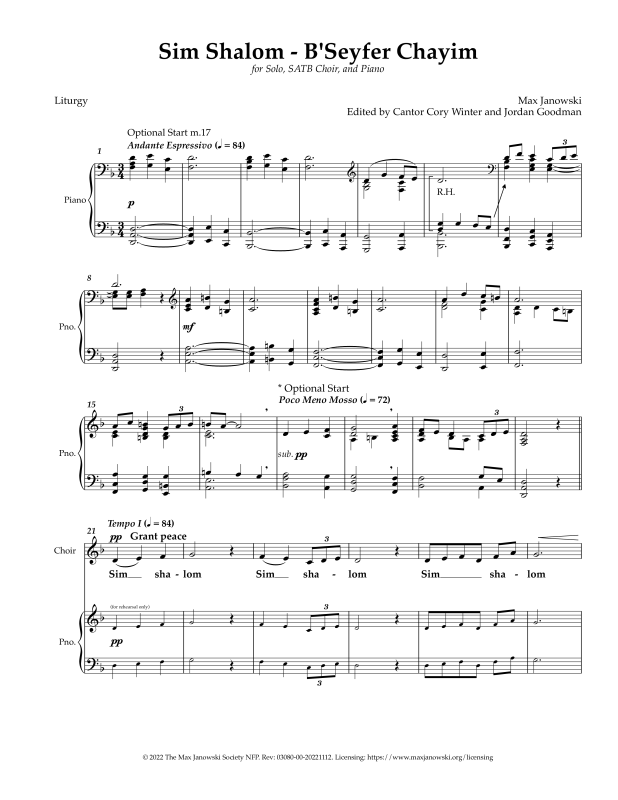 Sim Shalom - B'Seyfer Chayim
for Solo, SATB Choir, and Piano
Liturgy
Max Janowski
Edited by Cantor Cory Winter and Jordan Goodman
Optional Start m.17
Andante Espressivo (♩ = 84)
1
3
Piano
p
R.H.
8
Pno.
mf
* Optional Start
Poco Meno Mosso (♩ = 72)
15
3
3
Pno.
sub. pp
Tempo I (♩ = 84)
21
pp Grant peace
Choir
3
3
Sim___ sha - lom Sim___ sha - lom Sim______ sha - lom
(for rehearsal only)
3
3
Pno.
pp
3
3
© 2022 The Max Janowski Society NFP. Rev: 03080-00-20221112. Licensing: https://www.maxjanowski.org/licensing